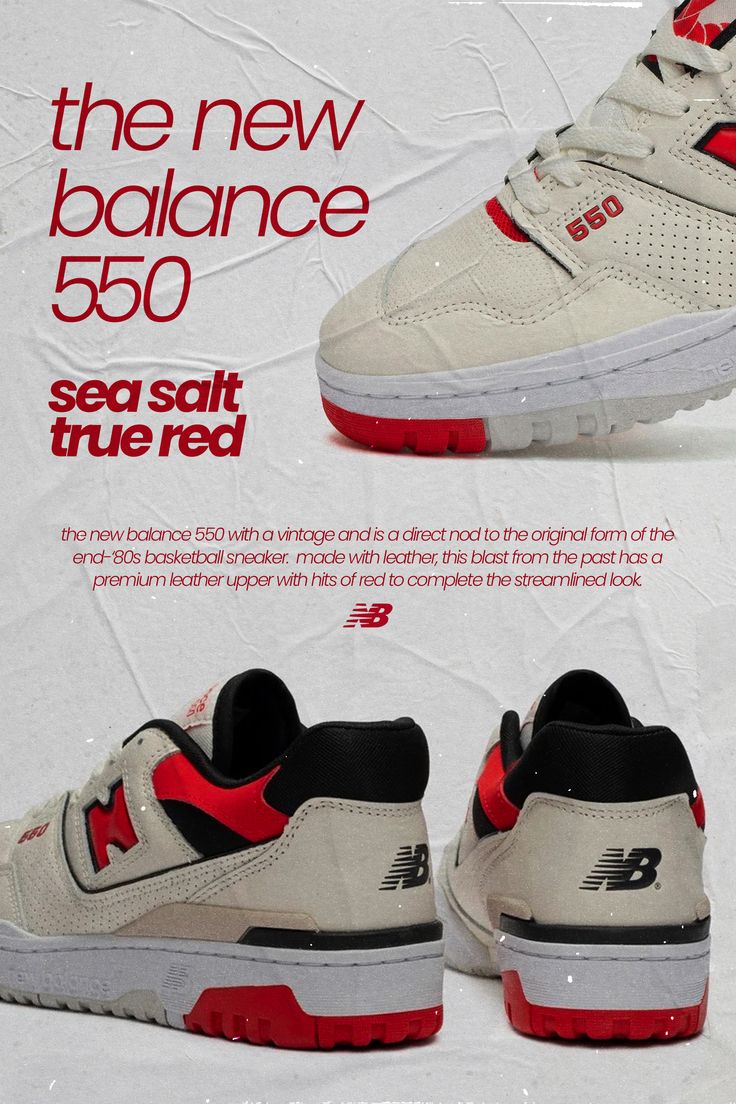 the new
balance
550
sea salt
true red
550
the new balance 550 with a vintage and is a direct nod to the original form of the
end-'80s basketball sneaker. made with leather, this blast from the past has a
premium leather upper with hits of red to complete the streamlined look.
NB
N
550
NB
NB
new balance